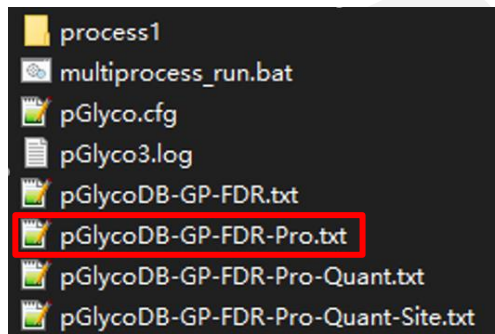 process1
multiprocess_run.bat
pGlyco.cfg
pGlyco3.log
pGlycoDB-GP-FDR.txt
pGlycoDB-GP-FDR-Pro.txt
pGlycoDB-GP-FDR-Pro-Quant.txt
pGlycoDB-GP-FDR-Pro-Quant-Site.txt